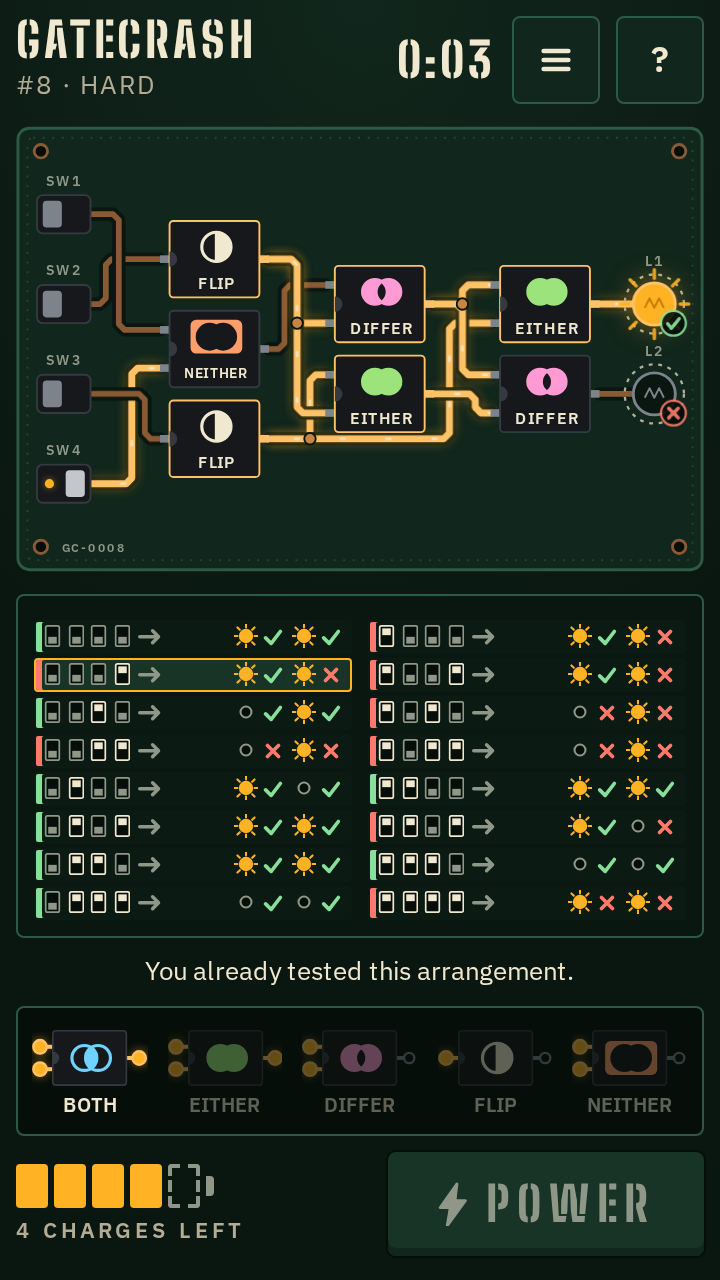 GATECRASH
#8 · HARD
0:03
?
SW1
SW2
SW3
SW4
FLIP
NEITHER
FLIP
DIFFER
EITHER
EITHER
DIFFER
L1
L2
GC-0008
You already tested this arrangement.
BOTH
EITHER
DIFFER
FLIP
NEITHER
4 CHARGES LEFT
POWER